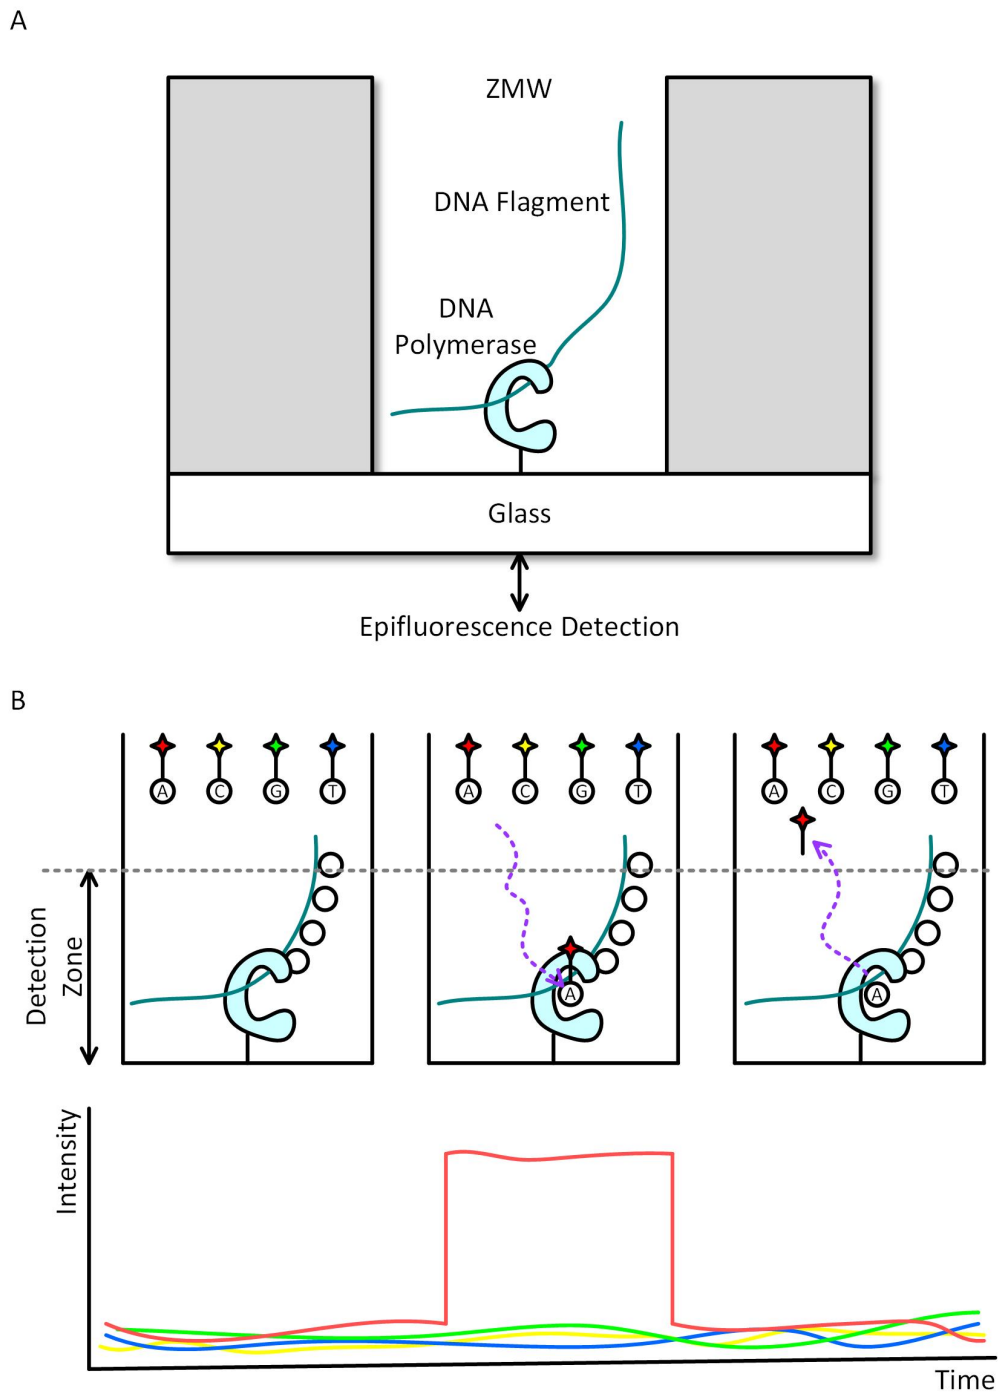 A
ZMW
DNA Flagment
DNA
Polymerase
Glass
Epifluorescence Detection
B
A C G T
A C G T
A C G T
Detection
Zone
A
A
Intensity
Time